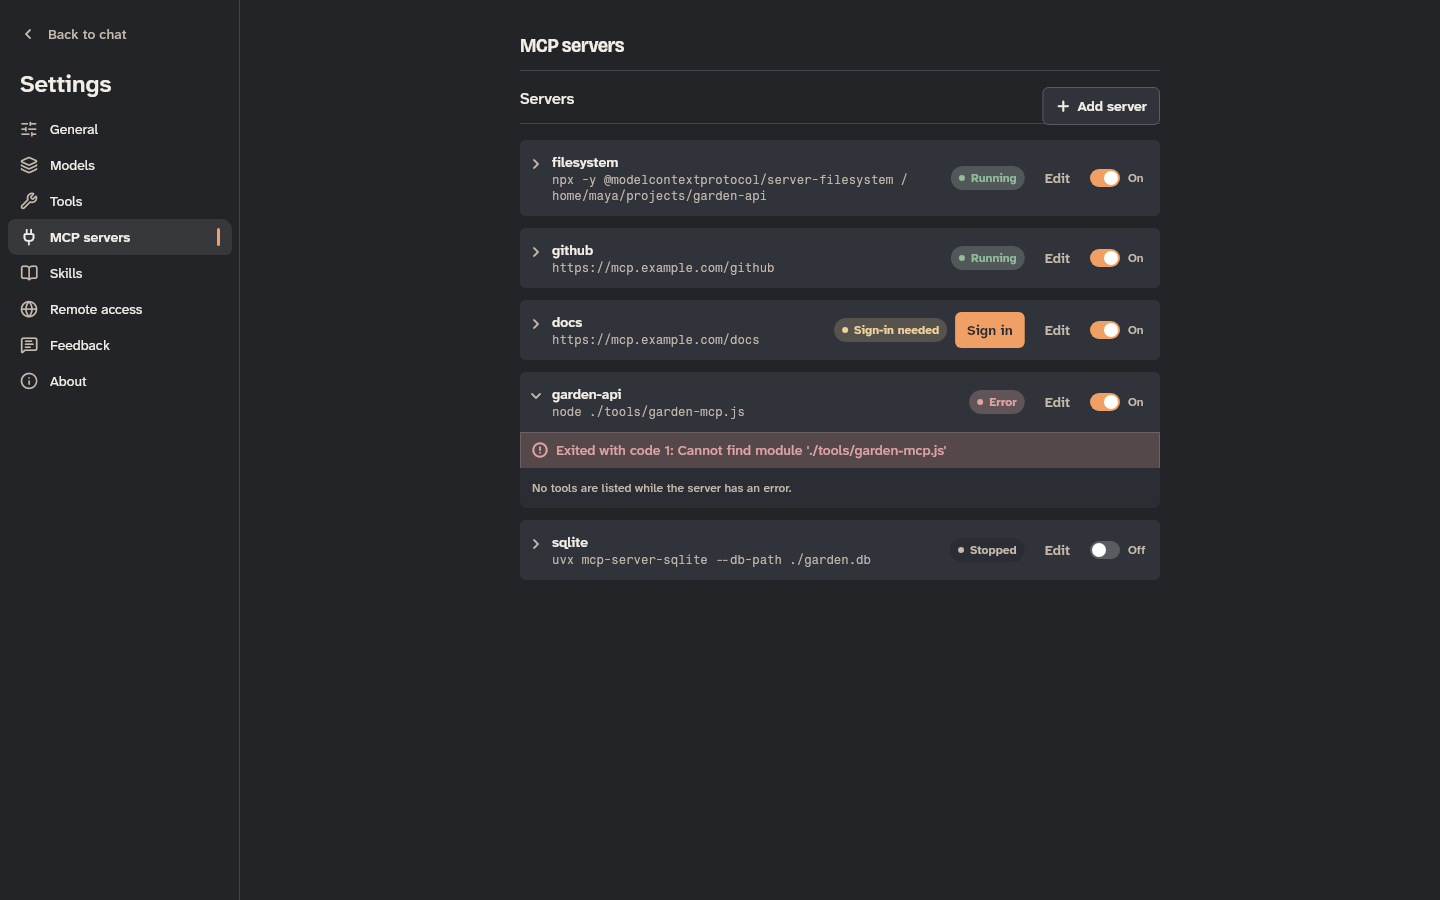 Back to chat
Settings
General
Models
Tools
MCP servers
Skills
Remote access
Feedback
About
MCP servers
Servers
Add server
filesystem
npx -y @modelcontextprotocol/server-filesystem /
home/maya/projects/garden-api
Running
Edit
On
github
https://mcp.example.com/github
Running
Edit
On
docs
https://mcp.example.com/docs
Sign-in needed
Sign in
Edit
On
garden-api
node ./tools/garden-mcp.js
Error
Edit
On
Exited with code 1: Cannot find module './tools/garden-mcp.js'
No tools are listed while the server has an error.
sqlite
uvx mcp-server-sqlite --db-path ./garden.db
Stopped
Edit
Off